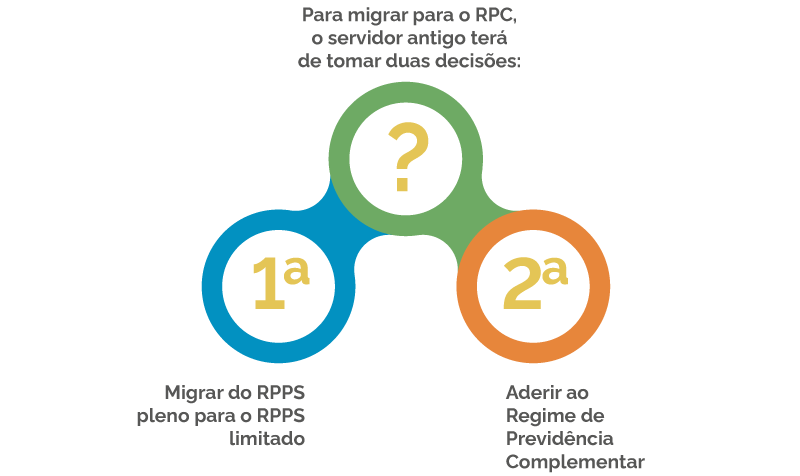 Para migrar para o RPC,
o servidor antigo terá
de tomar duas decisões:
?
1ª
2ª
Migrar do RPPS
pleno para o RPPS
limitado
Aderir ao
Regime de
Previdência
Complementar